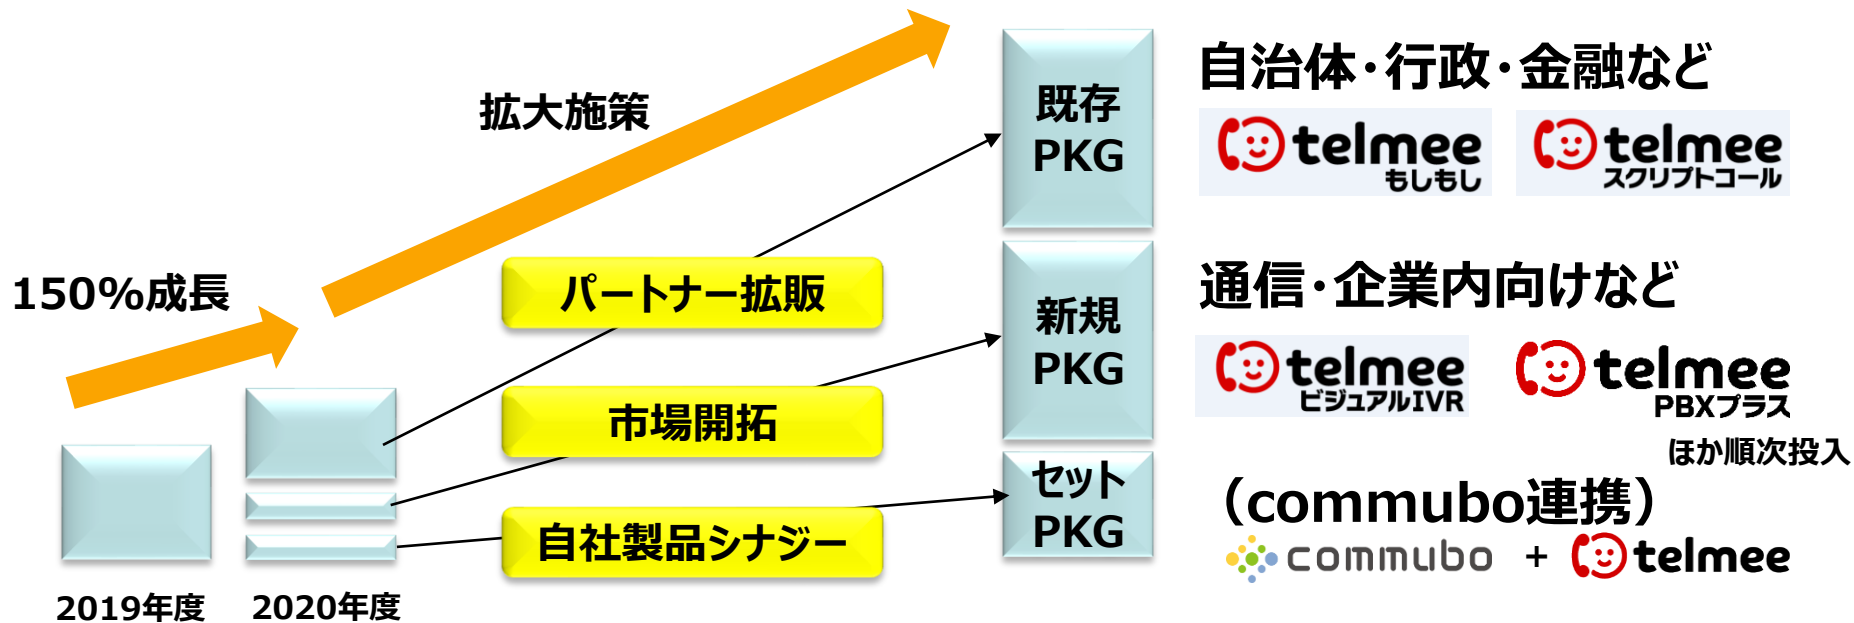 拡大施策
150%成長
パートナー拡販
市場開拓
自社製品シナジー
2019年度
2020年度
既存
PKG
自治体・行政・金融など
telmee
もしもし
telmee
スクリプトコール
新規
PKG
通信・企業内向けなど
telmee
ビジュアルIVR
telmee
PBXプラス
ほか順次投入
セット
PKG
（commubo連携）
commubo + telmee